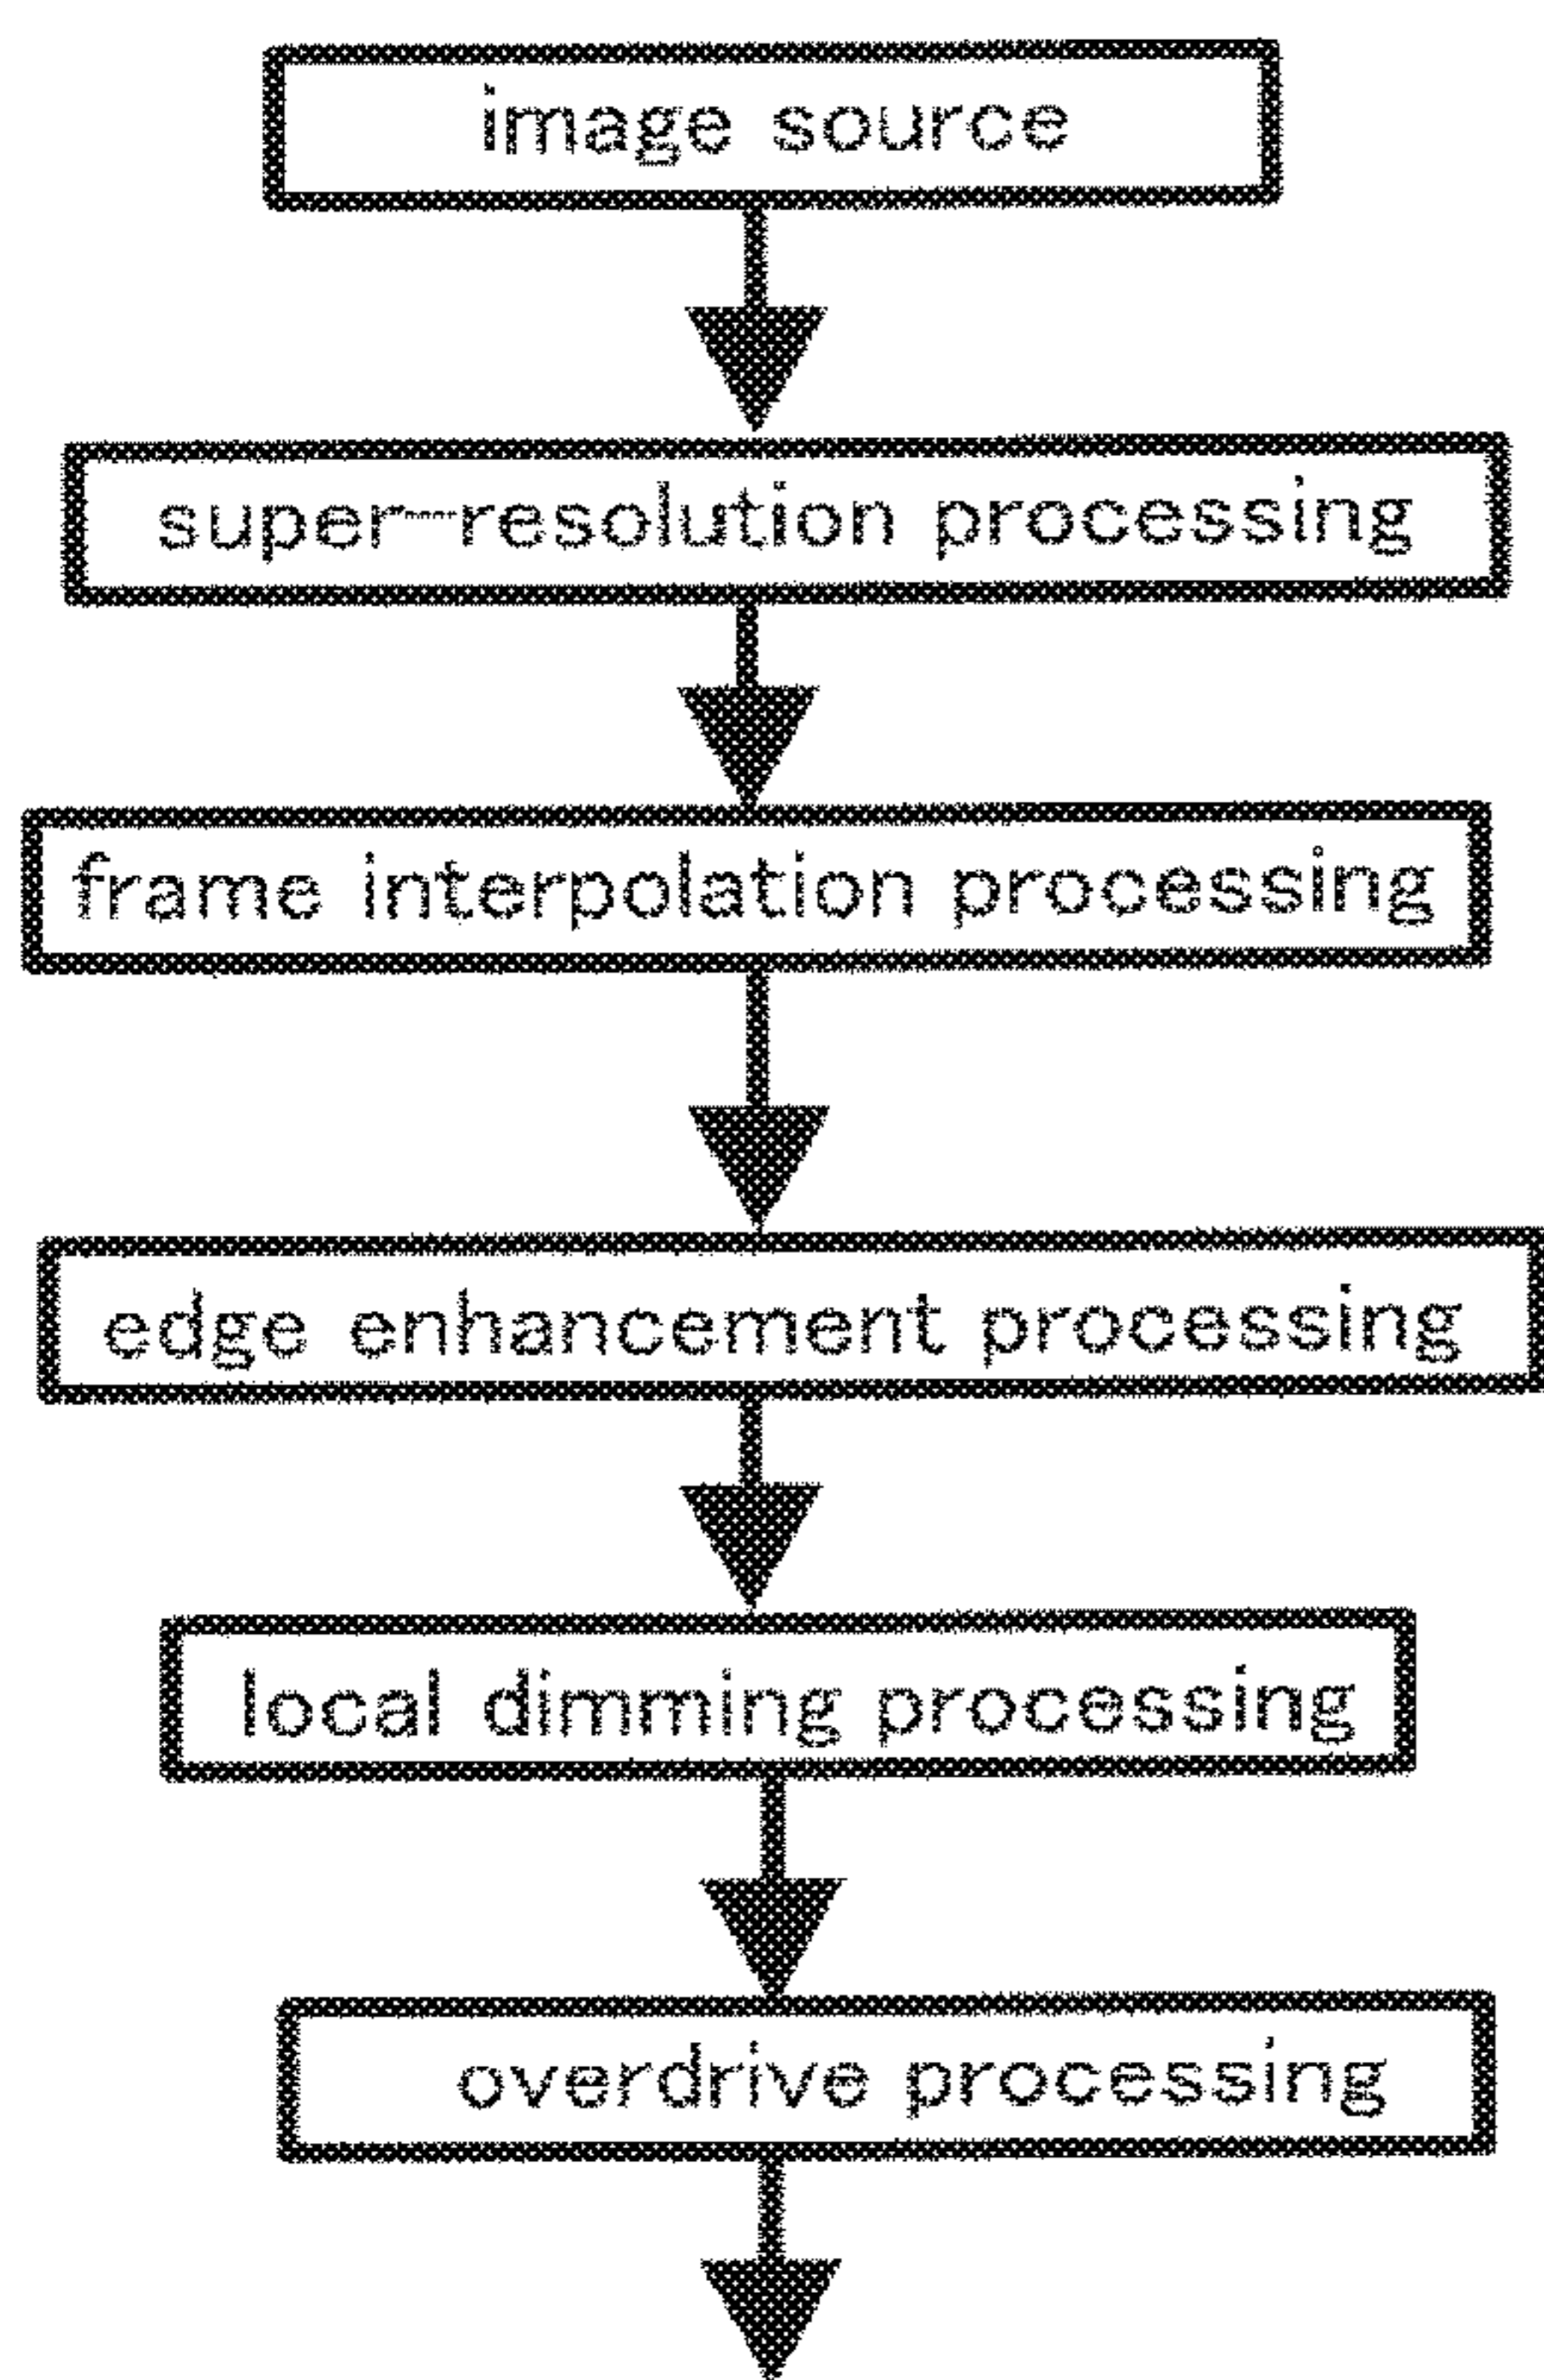 image source
super-resolution processing
frame interpolation processing
edge enhancement processing
local dimming processing
overdrive processing